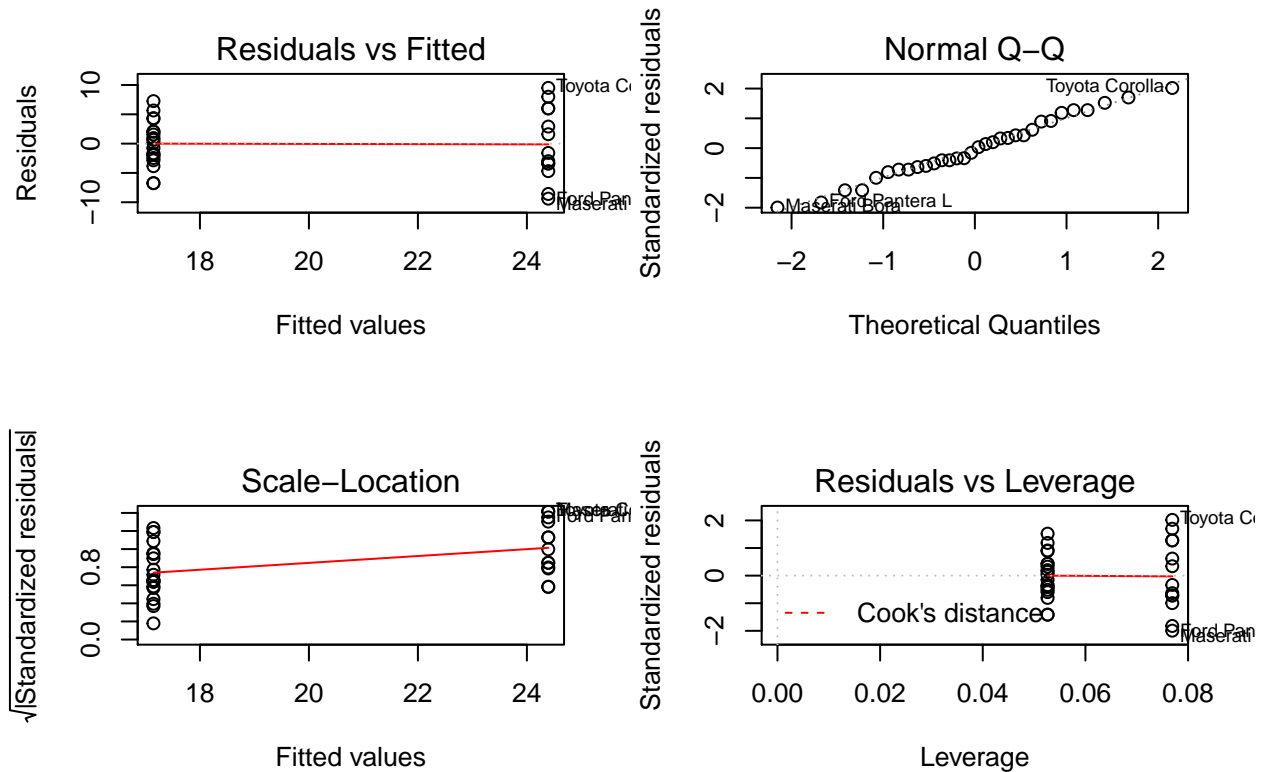 Residuals vs Fitted
Residuals
−10 0 10
Toyota Co
Ford Pan
Maserati
18 20 22 24
Fitted values
Normal Q−Q
Standardized residuals
−2 0 2
Toyota Corolla
Ford Pantera L
Maserati Bora
−2 −1 0 1 2
Theoretical Quantiles
Scale−Location
√|Standardized residuals|
0.0 0.8
Ford Pan
18 20 22 24
Fitted values
Residuals vs Leverage
Standardized residuals
−2 0 2
Toyota Co
Cook's distance
Ford Pan
Maserati
0.00 0.02 0.04 0.06 0.08
Leverage